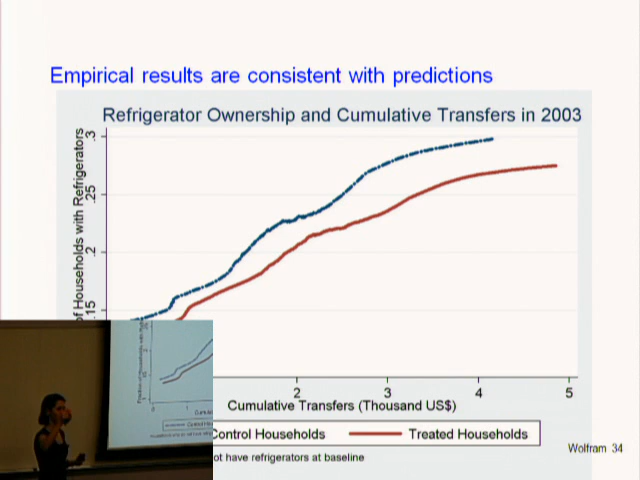 Empirical results are consistent with predictions
Refrigerator Ownership and Cumulative Transfers in 2003
of Households with Refrigerators
.3
.25
.2
.15
2
3
4
5
Cumulative Transfers (Thousand US$)
Control Households
Treated Households
ot have refrigerators at baseline
Wolfram 34